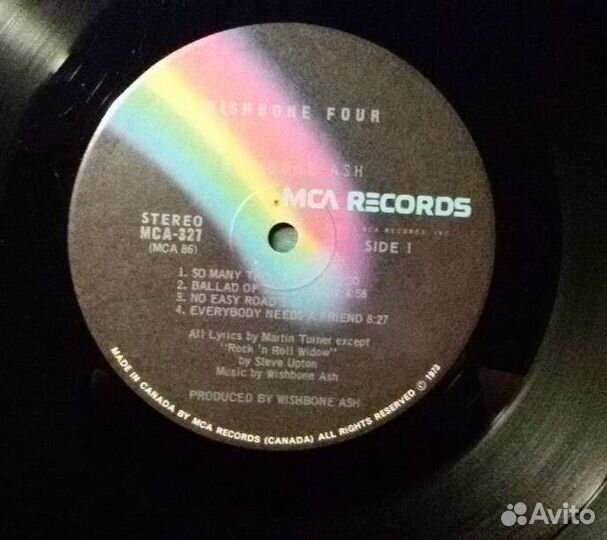 WISHBONE FOUR
ASH
MCA RECORDS
STEREO
MCA-327
(MCA 86)
SIDE 1
1. SO MANY
2. BALLAD OF 4:58
3. NO EASY ROAD
4. EVERYBODY NEEDS A FRIEND 8:27
All Lyrics by Martin Turner except
"Rock 'n Roll Widow"
by Steve Upton
Music by Wishbone Ash
PRODUCED BY WISHBONE ASH
MADE IN CANADA BY MCA RECORDS (CANADA) ALL RIGHTS RESERVED © 1973
Avito